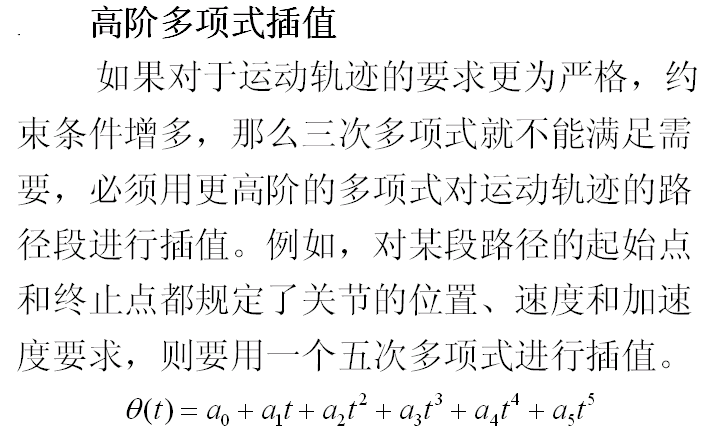 . 高阶多项式插值
如果对于运动轨迹的要求更为严格，约
束条件增多，那么三次多项式就不能满足需
要，必须用更高阶的多项式对运动轨迹的路
径段进行插值。例如，对某段路径的起始点
和终止点都规定了关节的位置、速度和加速
度要求，则要用一个五次多项式进行插值。
θ(t) = a₀ + a₁t + a₂t² + a₃t³ + a₄t⁴ + a₅t⁵